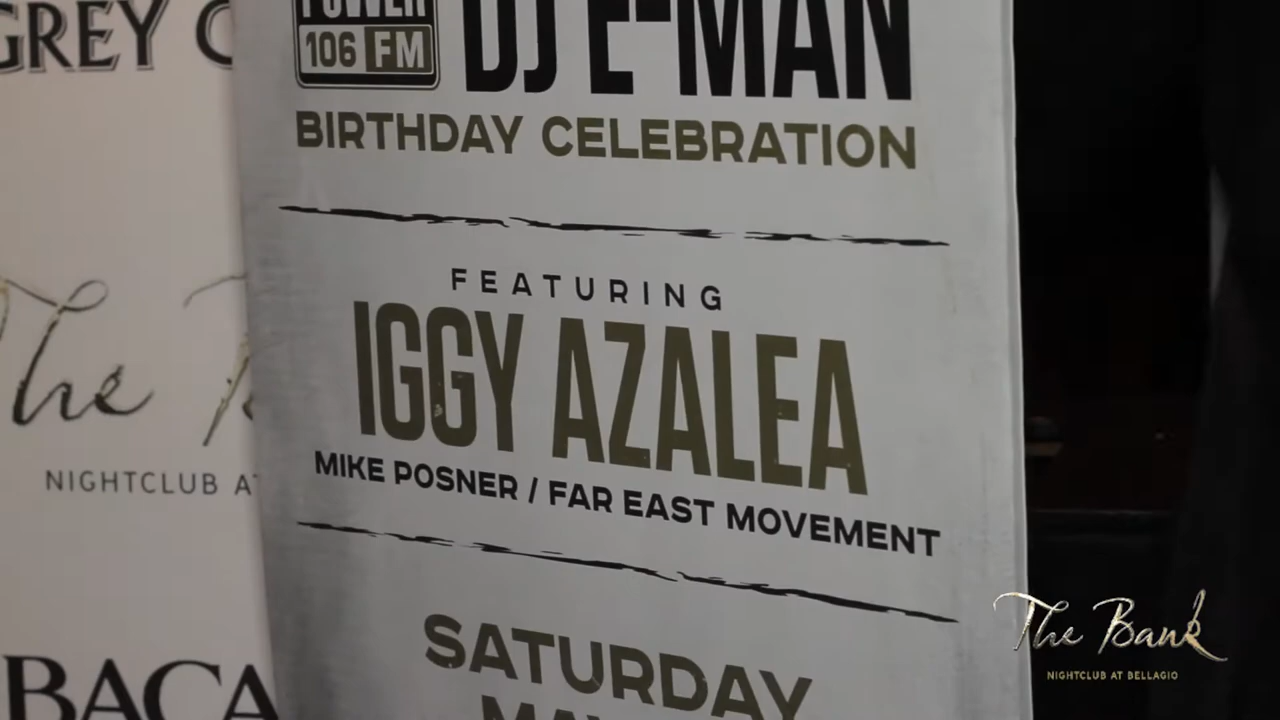 GREY
POWER
106 FM
DJ E-MAN
BIRTHDAY CELEBRATION
FEATURING
IGGY AZALEA
MIKE POSNER / FAR EAST MOVEMENT
SATURDAY
The
NIGHTCLUB AT
BACA
The Bank
NIGHTCLUB AT BELLAGIO